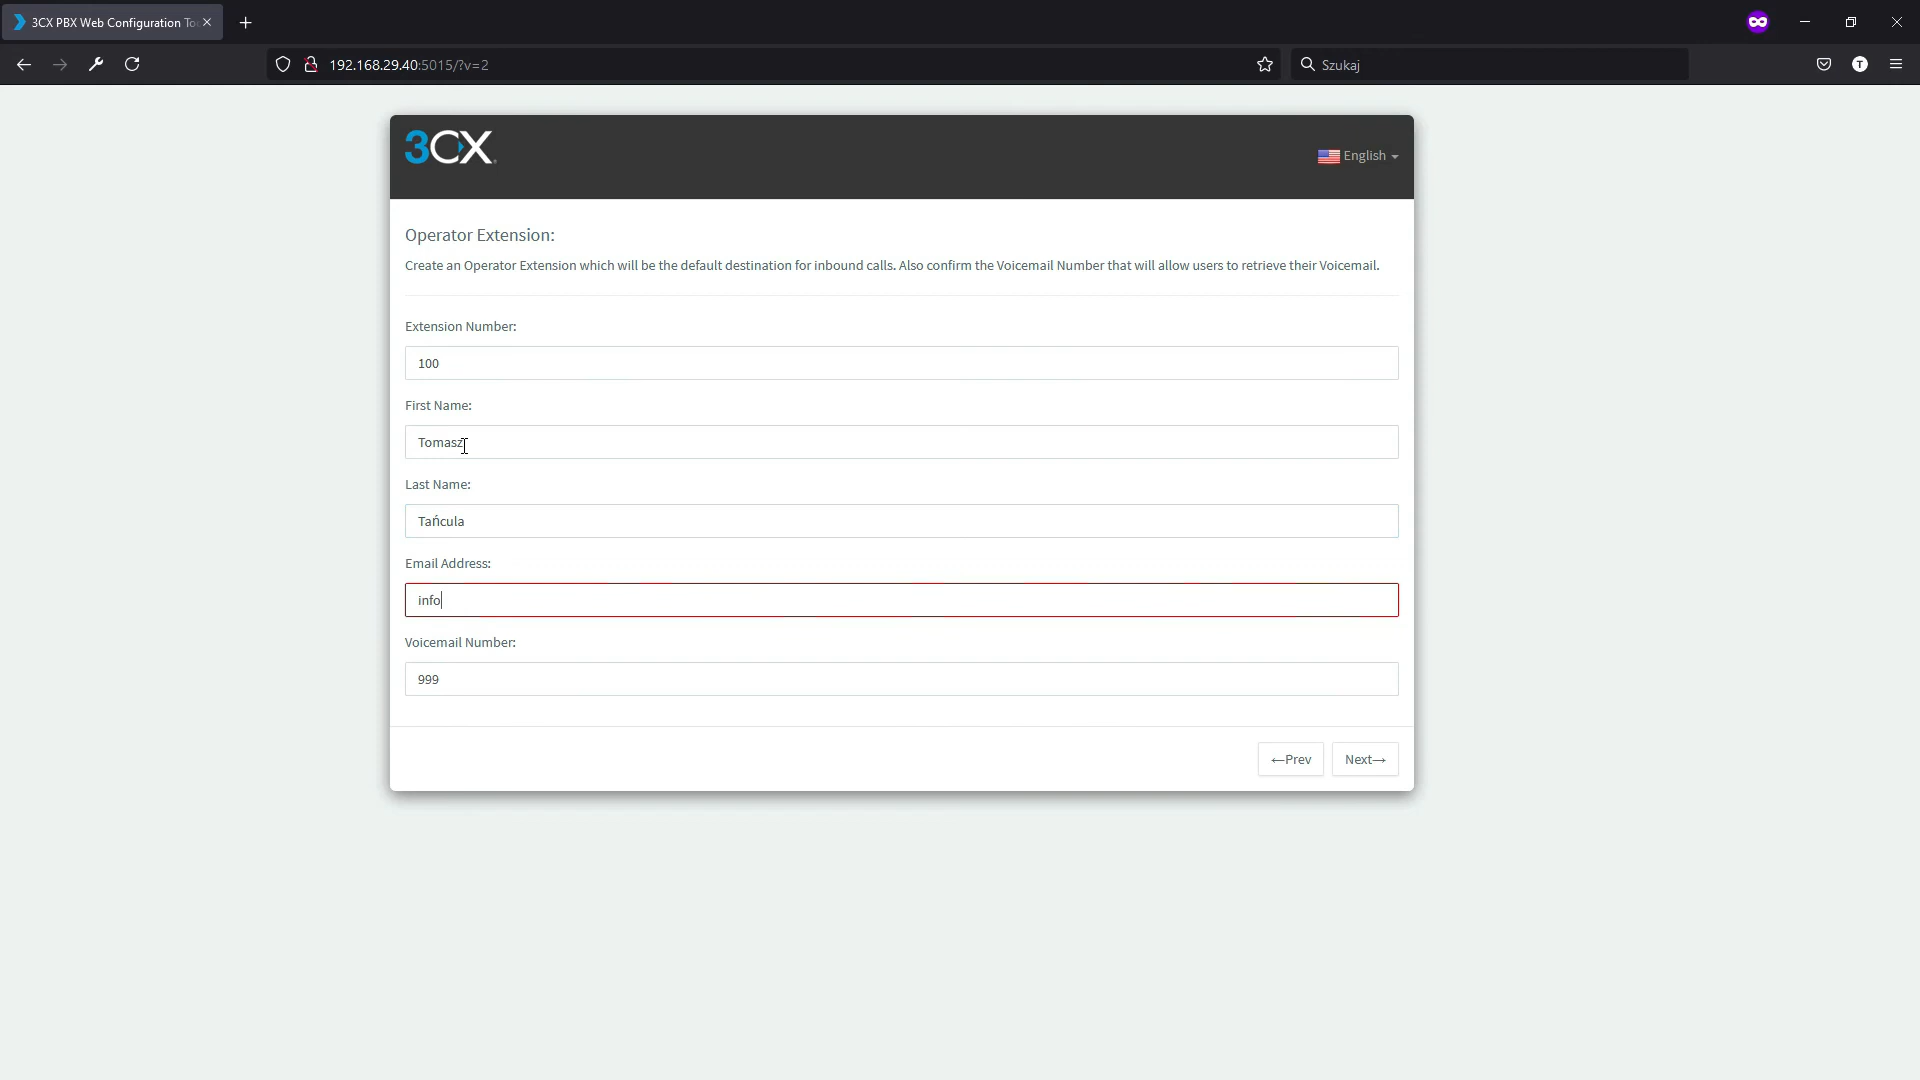 3CX PBX Web Configuration To
192.168.29.40:5015/?v=2
Szukaj
T
3CX
English
Operator Extension:
Create an Operator Extension which will be the default destination for inbound calls. Also confirm the Voicemail Number that will allow users to retrieve their Voicemail.
Extension Number:
100
First Name:
Tomasz
Last Name:
Tańcula
Email Address:
info
Voicemail Number:
999
←Prev
Next→